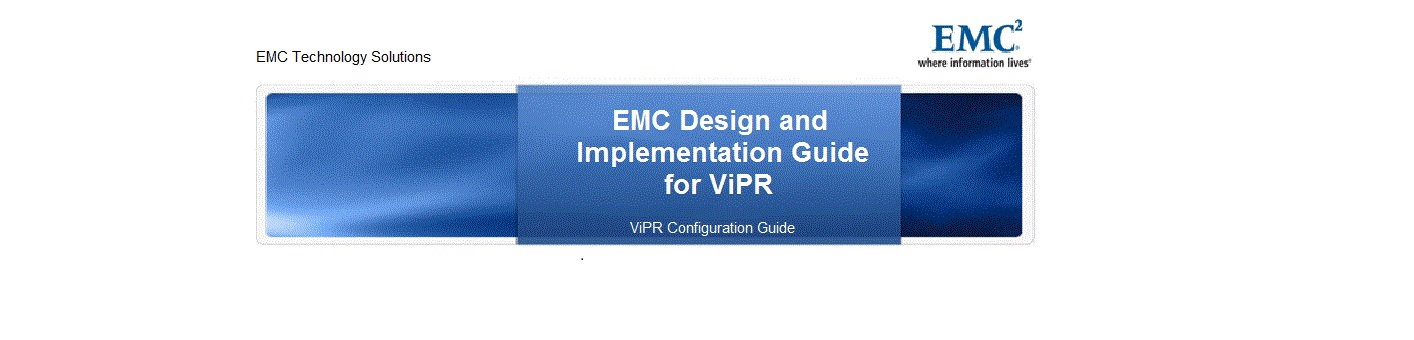 EMC²
where information lives®
EMC Technology Solutions
EMC Design and
Implementation Guide
for ViPR
ViPR Configuration Guide
.